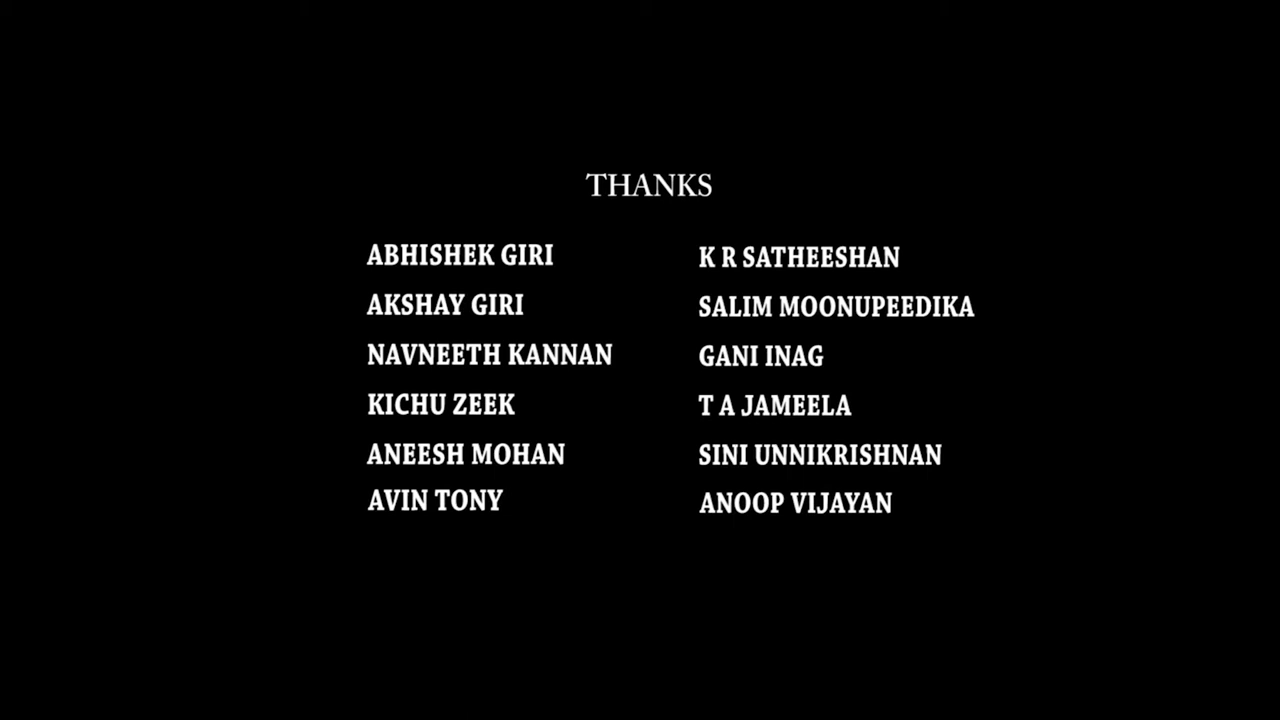 THANKS
ABHISHEK GIRI
AKSHAY GIRI
NAVNEETH KANNAN
KICHU ZEEK
ANEESH MOHAN
AVIN TONY
K R SATHEESHAN
SALIM MOONUPEEDIKA
GANI INAG
T A JAMEELA
SINI UNNIKRISHNAN
ANOOP VIJAYAN